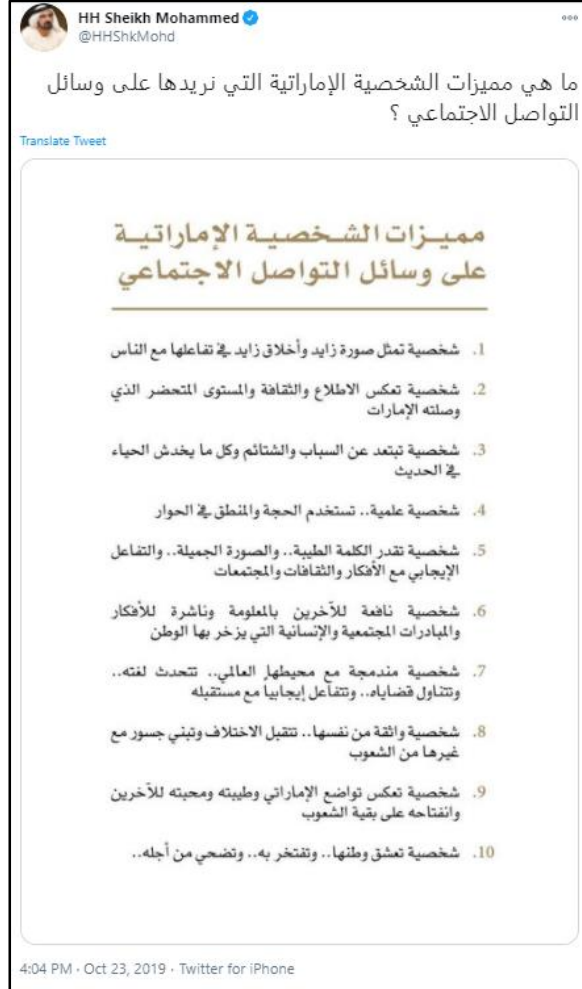 HH Sheikh Mohammed
@HHShkMohd
ما هي مميزات الشخصية الإماراتية التي نريدها على وسائل
التواصل الاجتماعي ؟
Translate Tweet
مميزات الشخصية الإماراتية
على وسائل التواصل الاجتماعي
1. شخصية تمثل صورة زايد وأخلاق زايد في تفاعلها مع الناس
2. شخصية تعكس الاطلاع والثقافة والمستوى المتحضر الذي
وصلته الإمارات
3. شخصية تبتعد عن السباب والشتائم وكل ما يخدش الحياء
في الحديث
4. شخصية علمية.. تستخدم الحجة والمنطق في الحوار
5. شخصية تقدر الكلمة الطيبة.. والصورة الجميلة.. والتفاعل
الإيجابي مع الأفكار والثقافات والمجتمعات
6. شخصية نافعة للآخرين بالمعلومة وناشرة للأفكار
والمبادرات المجتمعية والإنسانية التي يزخر بها الوطن
7. شخصية مندمجة مع محيطها العالمي.. تتحدث لغته..
وتتناول قضاياه.. وتتفاعل إيجابياً مع مستقبله
8. شخصية واثقة من نفسها.. تتقبل الاختلاف وتبني جسور مع
غيرها من الشعوب
9. شخصية تعكس تواضع الإماراتي وطيبته ومحبته للآخرين
وانفتاحه على بقية الشعوب
10. شخصية تعشق وطنها.. وتفتخر به.. وتضحي من أجله..
4:04 PM · Oct 23, 2019 · Twitter for iPhone